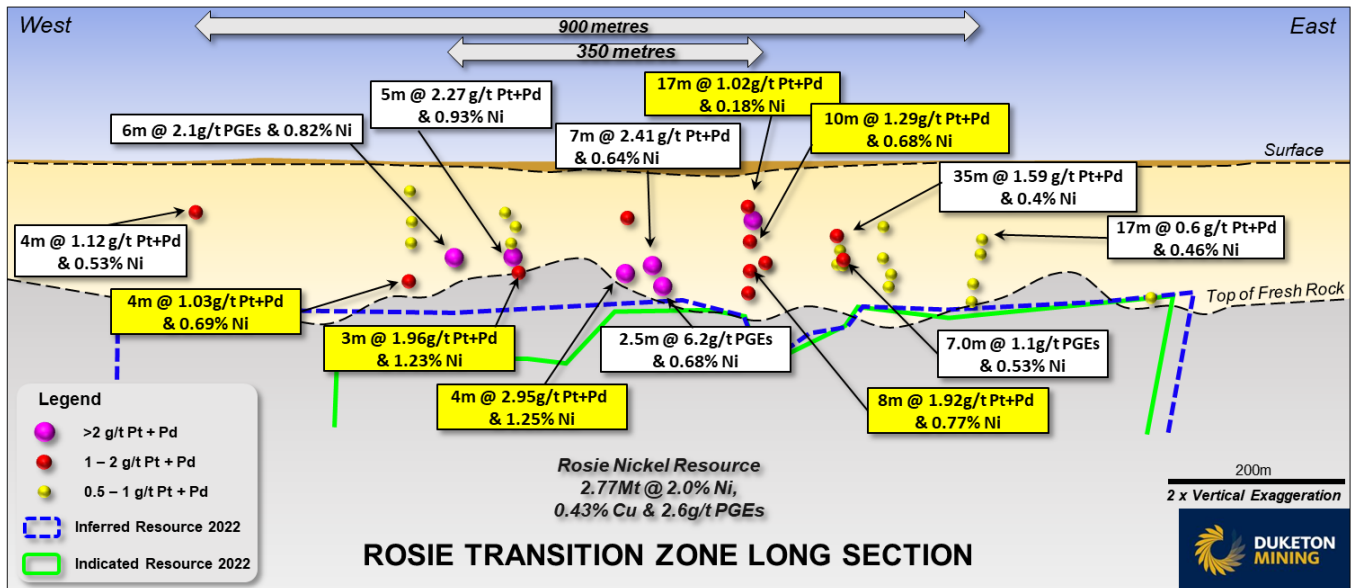 West
East
900 metres
350 metres
17m @ 1.02g/t Pt+Pd
& 0.18% Ni
5m @ 2.27 g/t Pt+Pd
& 0.93% Ni
10m @ 1.29g/t Pt+Pd
& 0.68% Ni
6m @ 2.1g/t PGEs & 0.82% Ni
7m @ 2.41 g/t Pt+Pd
& 0.64% Ni
Surface
35m @ 1.59 g/t Pt+Pd
& 0.4% Ni
17m @ 0.6 g/t Pt+Pd
& 0.46% Ni
4m @ 1.12 g/t Pt+Pd
& 0.53% Ni
4m @ 1.03g/t Pt+Pd
& 0.69% Ni
Top of Fresh Rock
3m @ 1.96g/t Pt+Pd
& 1.23% Ni
2.5m @ 6.2g/t PGEs
& 0.68% Ni
7.0m @ 1.1g/t PGEs
& 0.53% Ni
4m @ 2.95g/t Pt+Pd
& 1.25% Ni
8m @ 1.92g/t Pt+Pd
& 0.77% Ni
Legend
>2 g/t Pt + Pd
1 – 2 g/t Pt + Pd
0.5 – 1 g/t Pt + Pd
Inferred Resource 2022
Indicated Resource 2022
Rosie Nickel Resource
2.77Mt @ 2.0% Ni,
0.43% Cu & 2.6g/t PGEs
ROSIE TRANSITION ZONE LONG SECTION
200m
2 x Vertical Exaggeration
DUKETON
MINING